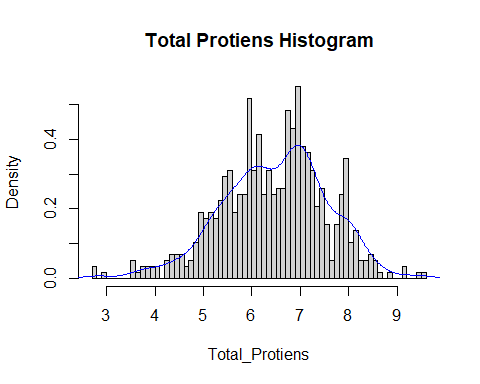 Total Protiens Histogram
Density
0.4
0.2
0.0
3 4 5 6 7 8 9
Total_Protiens